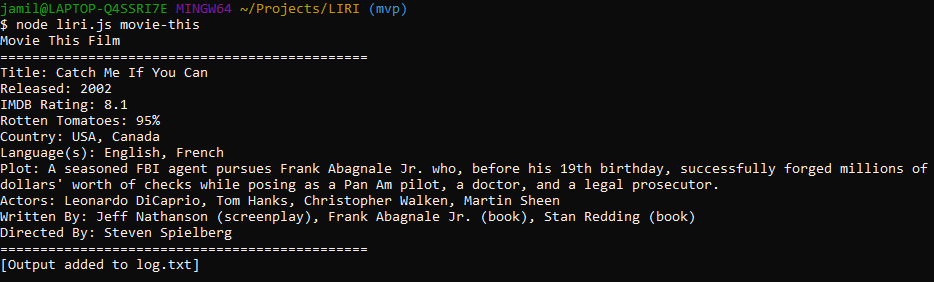 jamil@LAPTOP-Q4SSRI7E MINGW64 ~/Projects/LIRI (mvp)
$ node liri.js movie-this
Movie This Film
==============================================
Title: Catch Me If You Can
Released: 2002
IMDB Rating: 8.1
Rotten Tomatoes: 95%
Country: USA, Canada
Language(s): English, French
Plot: A seasoned FBI agent pursues Frank Abagnale Jr. who, before his 19th birthday, successfully forged millions of
dollars' worth of checks while posing as a Pan Am pilot, a doctor, and a legal prosecutor.
Actors: Leonardo DiCaprio, Tom Hanks, Christopher Walken, Martin Sheen
Written By: Jeff Nathanson (screenplay), Frank Abagnale Jr. (book), Stan Redding (book)
Directed By: Steven Spielberg
==============================================
[Output added to log.txt]